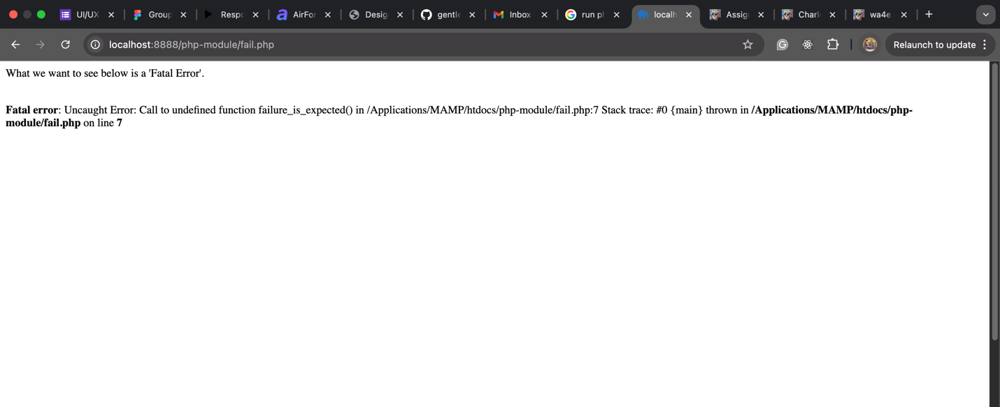 UI/UX
Group
Respo
AirFor
Desig
gentle
Inbox
run p
localh
Assig
Charl
wa4e
localhost:8888/php-module/fail.php
Relaunch to update
What we want to see below is a 'Fatal Error'.
Fatal error: Uncaught Error: Call to undefined function failure_is_expected() in /Applications/MAMP/htdocs/php-module/fail.php:7 Stack trace: #0 {main} thrown in /Applications/MAMP/htdocs/php-
module/fail.php on line 7